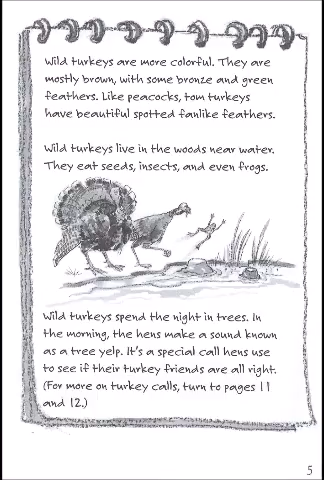 Wild turkeys are more colorful. They are
mostly brown, with some bronze and green
feathers. Like peacocks, tom turkeys
have beautiful spotted fanlike feathers.
Wild turkeys live in the woods near water.
They eat seeds, insects, and even frogs.
Wild turkeys spend the night in trees. In
the morning, the hens make a sound known
as a tree yelp. It's a special call hens use
to see if their turkey friends are all right.
(For more on turkey calls, turn to pages 11
and 12.)
5